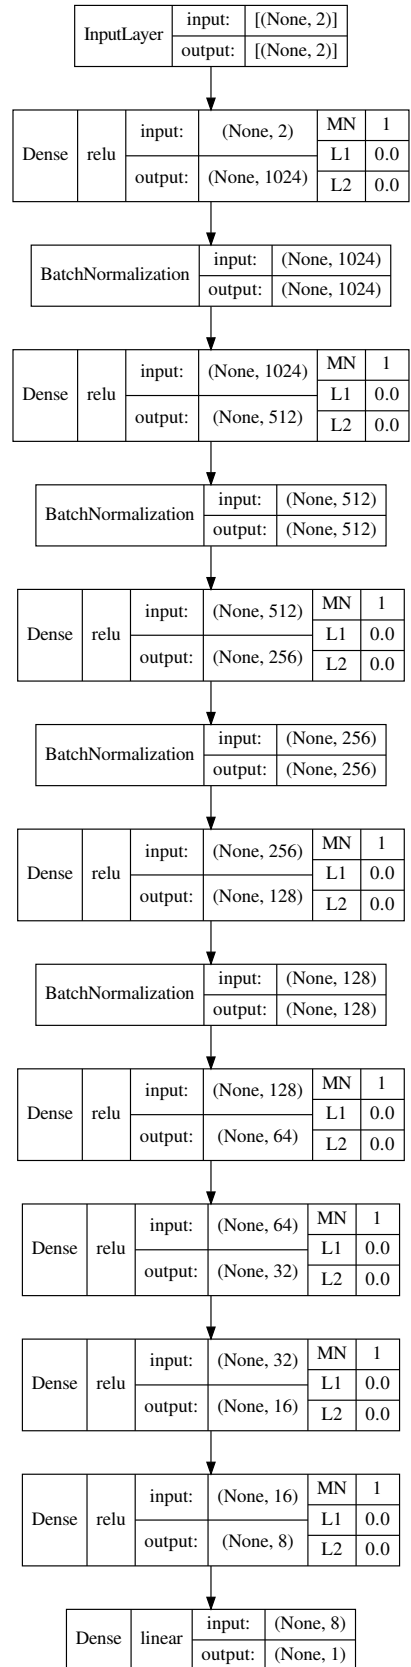 InputLayer input: [(None, 2)]
output: [(None, 2)]
Dense relu input: (None, 2) MN 1
L1 0.0
output: (None, 1024) L2 0.0
BatchNormalization input: (None, 1024)
output: (None, 1024)
Dense relu input: (None, 1024) MN 1
L1 0.0
output: (None, 512) L2 0.0
BatchNormalization input: (None, 512)
output: (None, 512)
Dense relu input: (None, 512) MN 1
L1 0.0
output: (None, 256) L2 0.0
BatchNormalization input: (None, 256)
output: (None, 256)
Dense relu input: (None, 256) MN 1
L1 0.0
output: (None, 128) L2 0.0
BatchNormalization input: (None, 128)
output: (None, 128)
Dense relu input: (None, 128) MN 1
L1 0.0
output: (None, 64) L2 0.0
Dense relu input: (None, 64) MN 1
L1 0.0
output: (None, 32) L2 0.0
Dense relu input: (None, 32) MN 1
L1 0.0
output: (None, 16) L2 0.0
Dense relu input: (None, 16) MN 1
L1 0.0
output: (None, 8) L2 0.0
Dense linear input: (None, 8)
output: (None, 1)